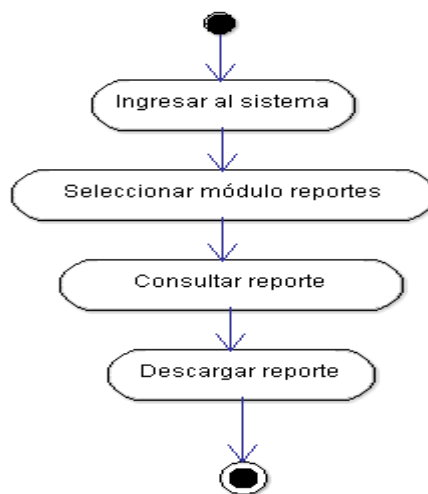 Ingresar al sistema
Seleccionar módulo reportes
Consultar reporte
Descargar reporte